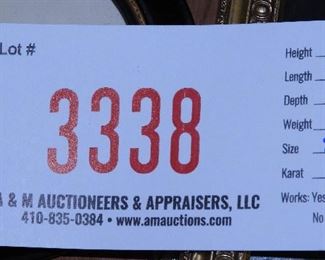 Lot #
3338
A & M AUCTIONEERS & APPRAISERS, LLC
410-835-0384 • www.amauctions.com
Height
Length
Depth
Weight
Size
Karat
Works: Yes
No